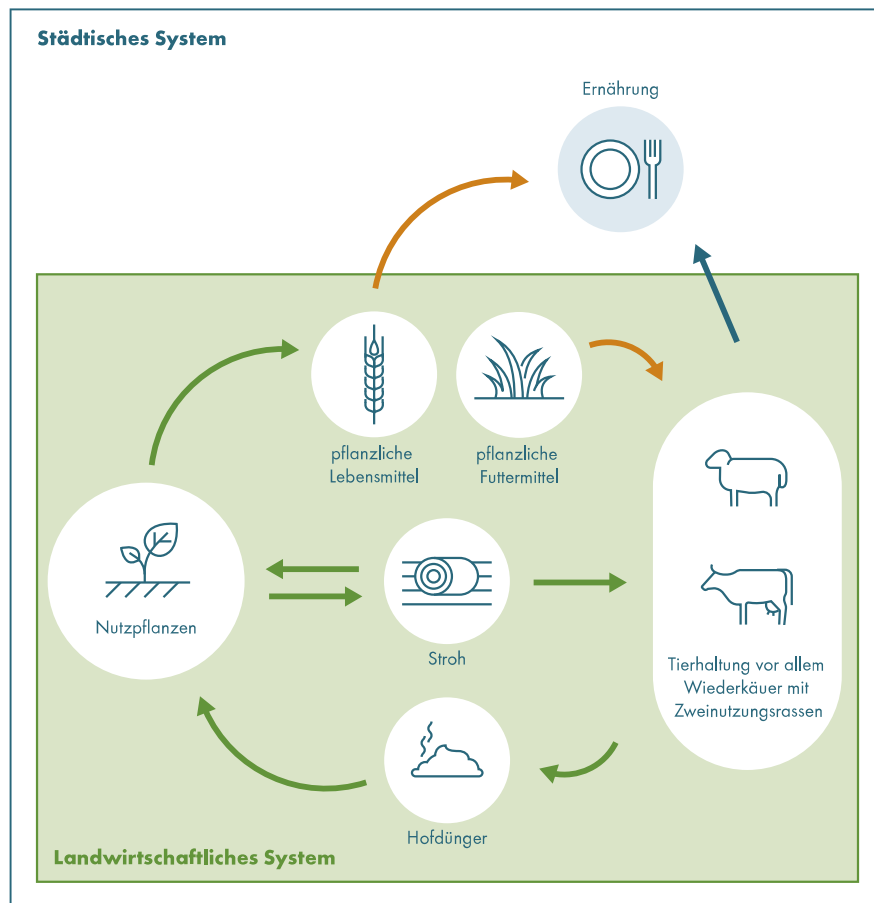 Städtisches System
Ernährung
pflanzliche
Lebensmittel
pflanzliche
Futtermittel
Nutzpflanzen
Stroh
Tierhaltung vor allem
Wiederkäuer mit
Zweinutzungsrassen
Hofdünger
Landwirtschaftliches System